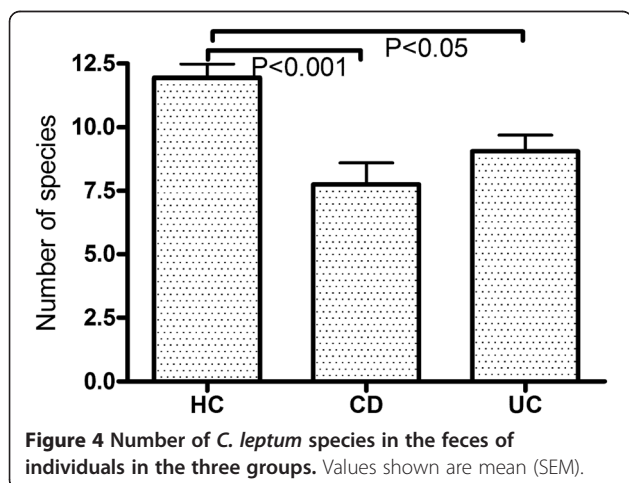 P<0.05
P<0.001
12.5
10.0
7.5
5.0
2.5
0.0
Number of species
HC CD UC
Figure 4 Number of C. leptum species in the feces of
individuals in the three groups. Values shown are mean (SEM).